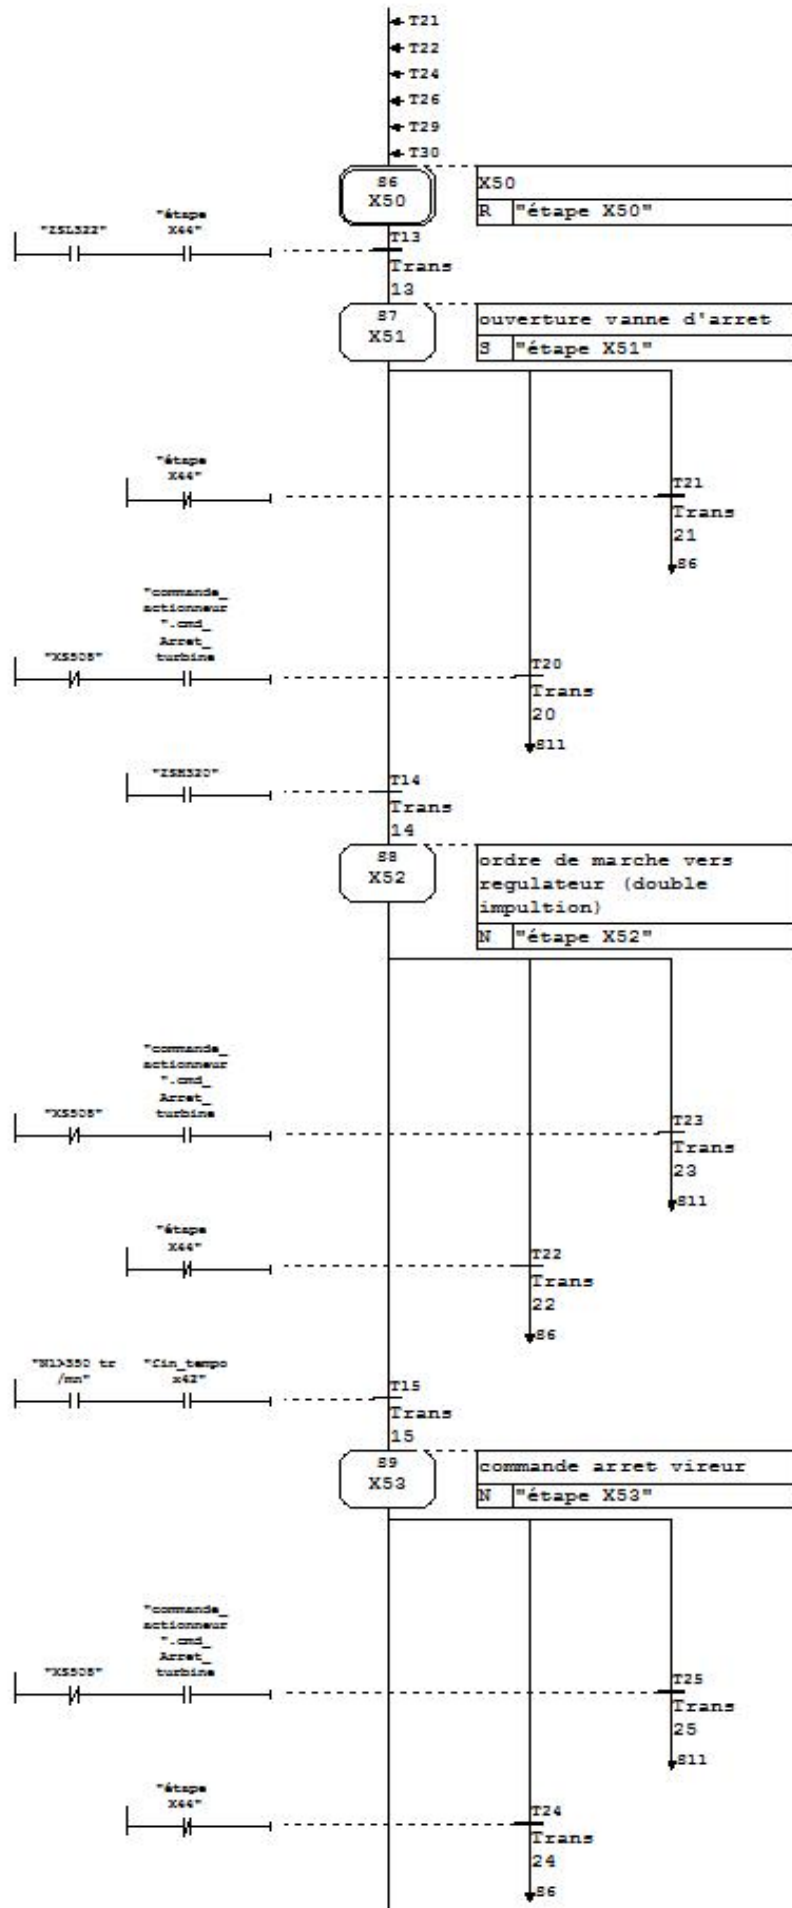 T21
T22
T24
T26
T29
T30
S6
X50
X50
R "étape X50"
"ZSL322"
"étape
X44"
T13
Trans
13
S7
X51
ouverture vanne d'arret
S "étape X51"
"étape
X44"
T21
Trans
21
S6
"commande_
actionneur
".cmd_
Arret_
turbine
"XS505"
T20
Trans
20
S11
"ZSH320"
T14
Trans
14
S8
X52
ordre de marche vers
regulateur (double
impultion)
N "étape X52"
"commande_
actionneur
".cmd_
Arret_
turbine
"XS505"
T23
Trans
23
S11
"étape
X44"
T22
Trans
22
S6
"fin_tempo
x42"
T15
Trans
15
S9
X53
commande arret vireur
N "étape X53"
"commande_
actionneur
".cmd_
Arret_
turbine
"XS505"
T25
Trans
25
S11
"étape
X44"
T24
Trans
24
S6